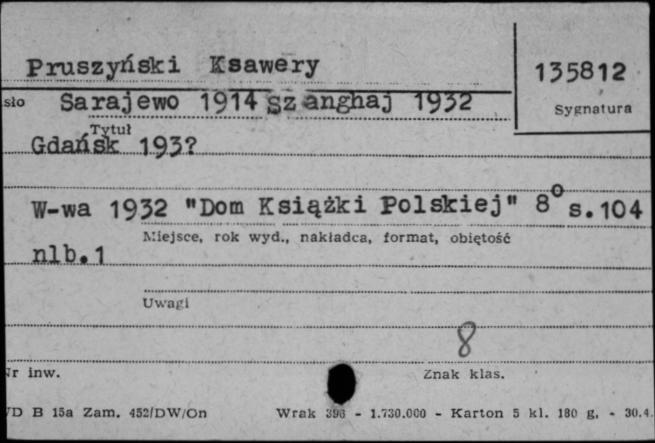 Pruszyński Ksawery
135812
sło Sarajewo 1914 Szanghaj 1932
Sygnatura
Tytuł
Gdańsk 193?
W-wa 1932 "Dom Książki Polskiej" 8° s.104
Miejsce, rok wyd., nakładca, format, objętość
nlb.1
Uwagi
8
Nr inw.
Znak klas.
/D B 15a Zam. 452/DW/On Wrak 396 - 1.730.000 - Karton 5 kl. 180 g. - 30.4.